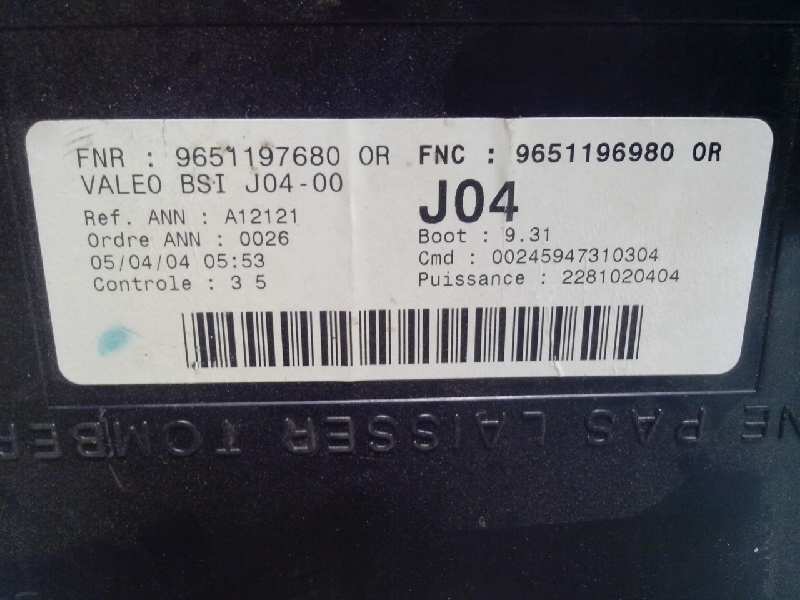 FNR : 9651197680 OR
FNC : 9651196980 OR
VALEO BSI J04-00
J04
Ref. ANN : A12121
Ordre ANN : 0026
Boot : 9.31
05/04/04 05:53
Cmd : 00245947310304
Controle : 3 5
Puissance : 2281020404
NE PAS LAISSER TOMBER